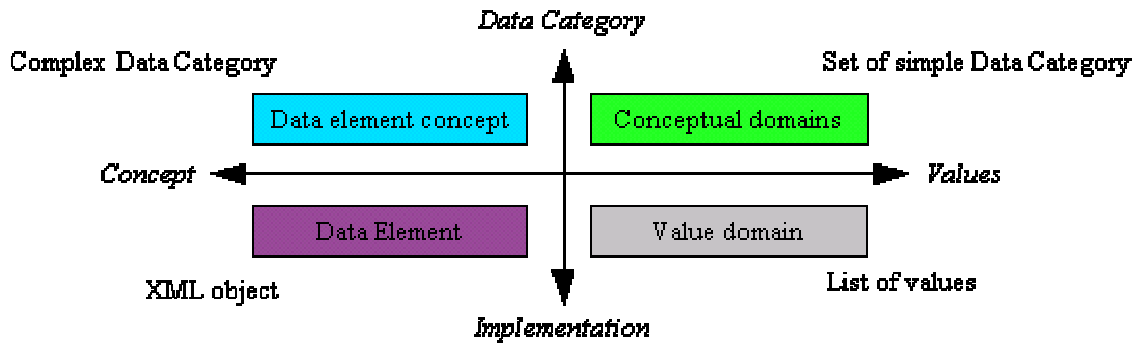 Data Category
Complex Data Category
Set of simple Data Category
Data element concept
Conceptual domains
Concept
Values
Data Element
Value domain
XML object
List of values
Implementation